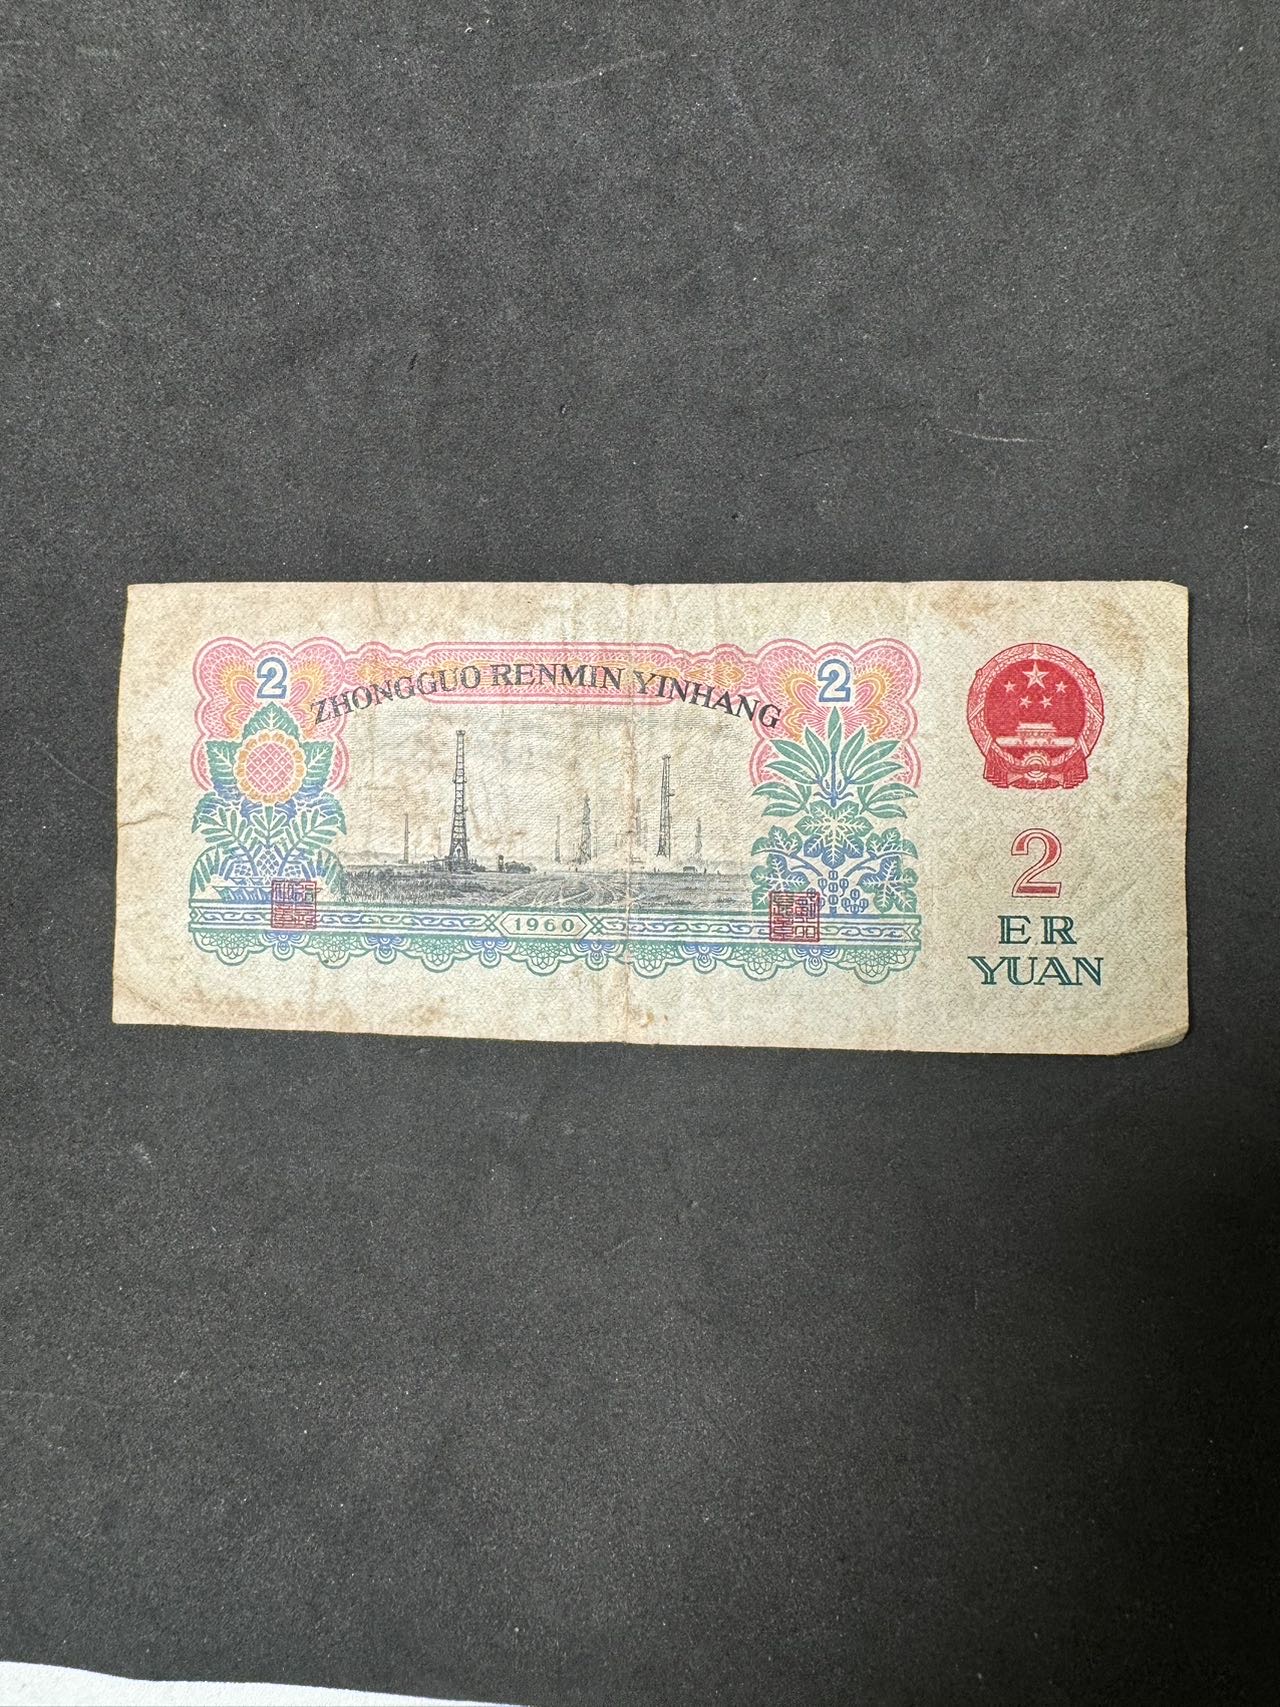 2
2
ZHONGGUO RENMIN YINHANG
1960
2
ER
YUAN